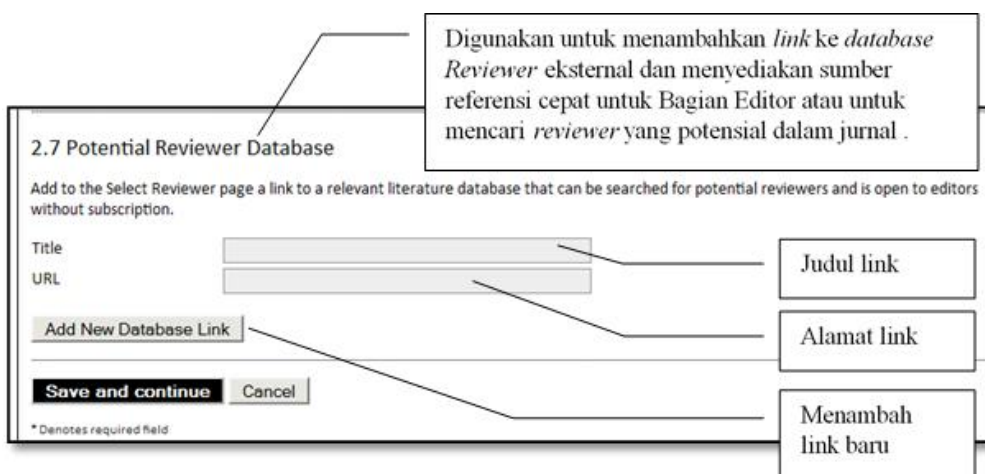 Digunakan untuk menambahkan link ke database
Reviewer eksternal dan menyediakan sumber
referensi cepat untuk Bagian Editor atau untuk
mencari reviewer yang potensial dalam jurnal .
2.7 Potential Reviewer Database
Add to the Select Reviewer page a link to a relevant literature database that can be searched for potential reviewers and is open to editors
without subscription.
Title
Judul link
URL
Alamat link
Add New Database Link
Save and continue Cancel
Menambah
link baru
* Denotes required field